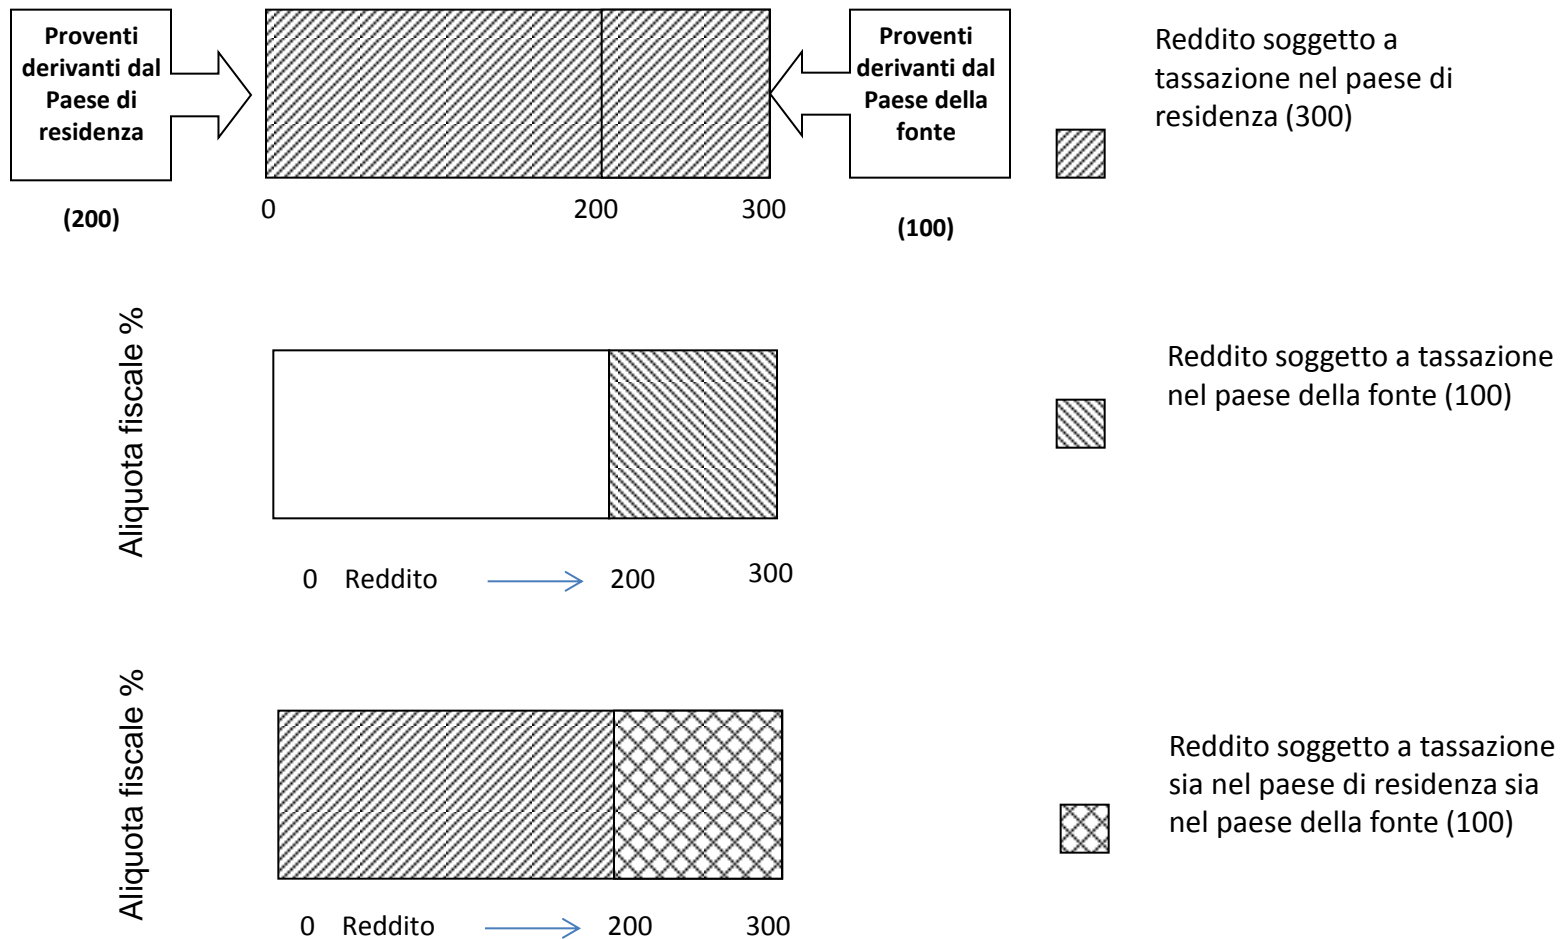 Proventi
derivanti dal
Paese di
residenza
(200)
0 200 300
Proventi
derivanti dal
Paese della
fonte
(100)
Reddito soggetto a
tassazione nel paese di
residenza (300)
Aliquota fiscale %
0 Reddito 200 300
Reddito soggetto a tassazione
nel paese della fonte (100)
Aliquota fiscale %
0 Reddito 200 300
Reddito soggetto a tassazione
sia nel paese di residenza sia
nel paese della fonte (100)